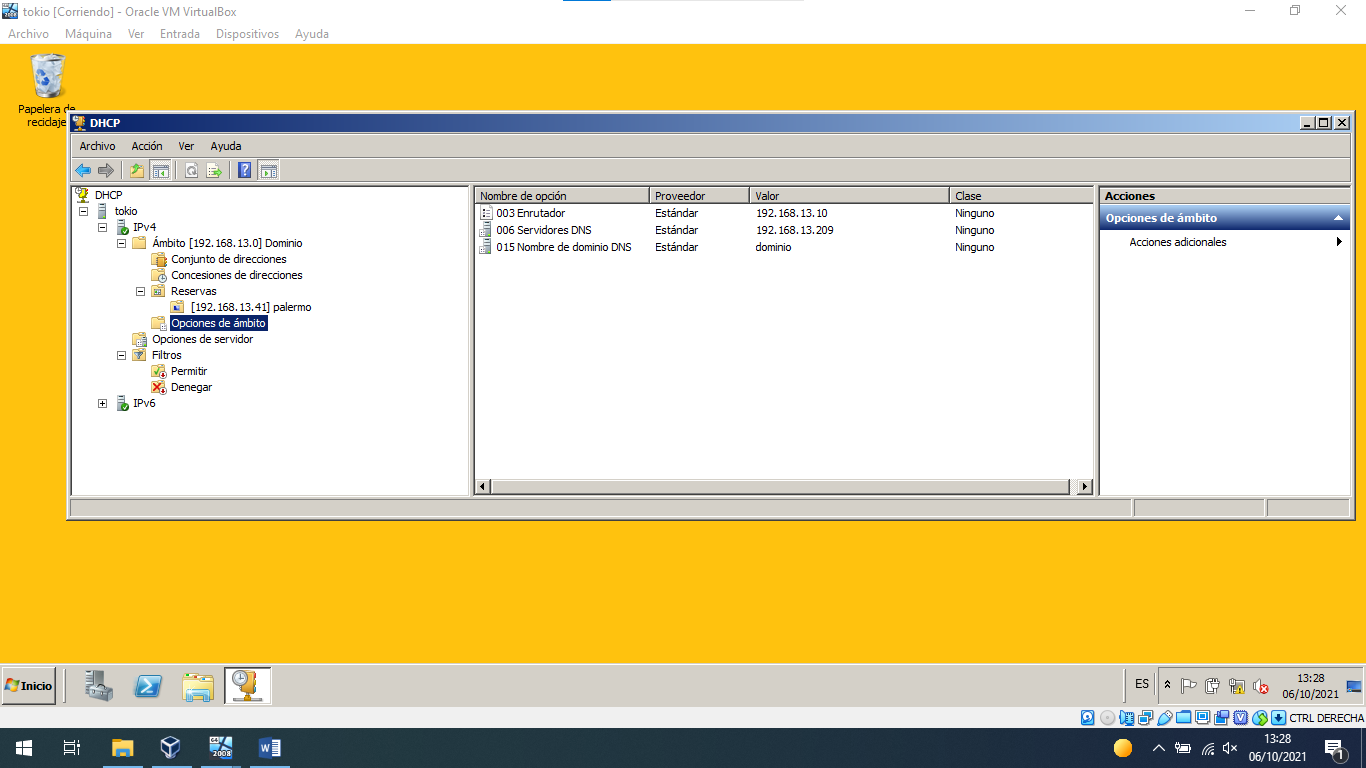 tokio [Corriendo] - Oracle VM VirtualBox
Archivo Máquina Ver Entrada Dispositivos Ayuda
Papelera de
reciclaje
DHCP
Archivo Acción Ver Ayuda
DHCP
tokio
IPv4
Ámbito [192.168.13.0] Dominio
Conjunto de direcciones
Concesiones de direcciones
Reservas
[192.168.13.41] palermo
Opciones de ámbito
Opciones de servidor
Filtros
Permitir
Denegar
IPv6
Nombre de opción Proveedor Valor Clase
003 Enrutador Estándar 192.168.13.10 Ninguno
006 Servidores DNS Estándar 192.168.13.209 Ninguno
015 Nombre de dominio DNS Estándar dominio Ninguno
Acciones
Opciones de ámbito
Acciones adicionales
Inicio
ES
13:28
06/10/2021
CTRL DERECHA
2008
13:28
06/10/2021
1